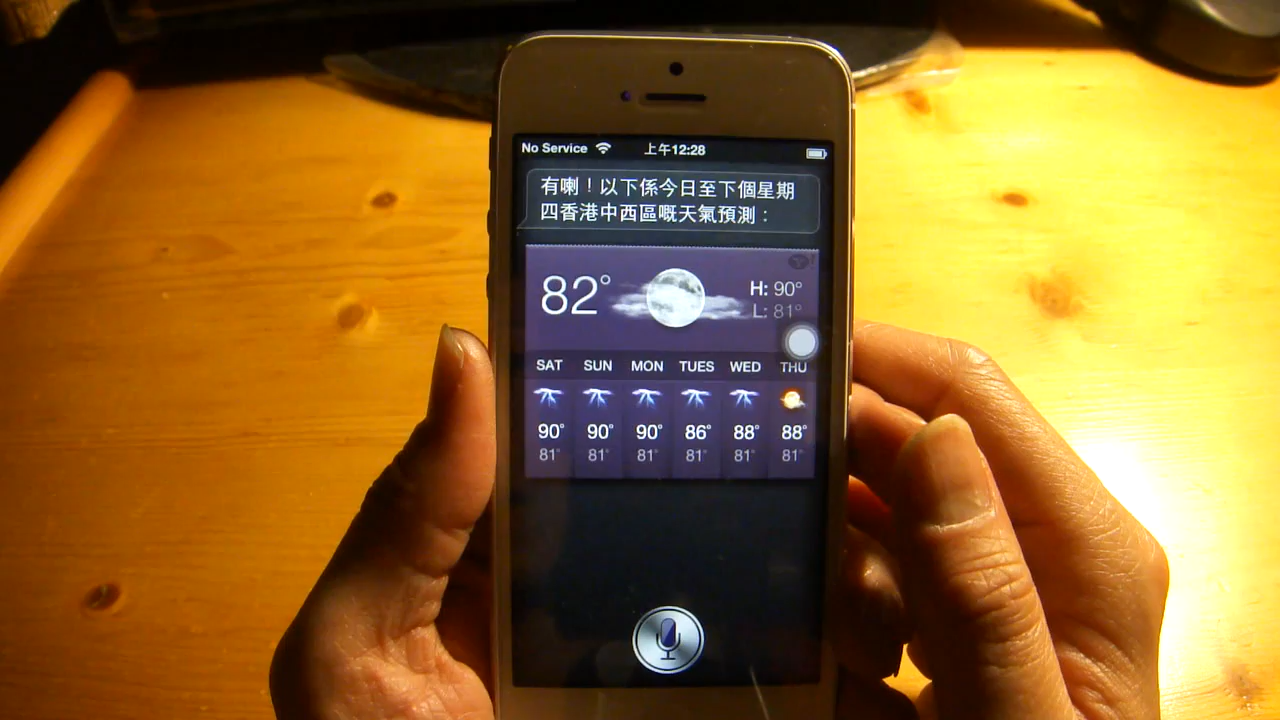 No Service 上午12:28
有喇！以下係今日至下個星期
四香港中西區嘅天氣預測：
Y!
82° H: 90°
L: 81°
SAT SUN MON TUES WED THU
90° 90° 90° 86° 88° 88°
81° 81° 81° 81° 81° 81°